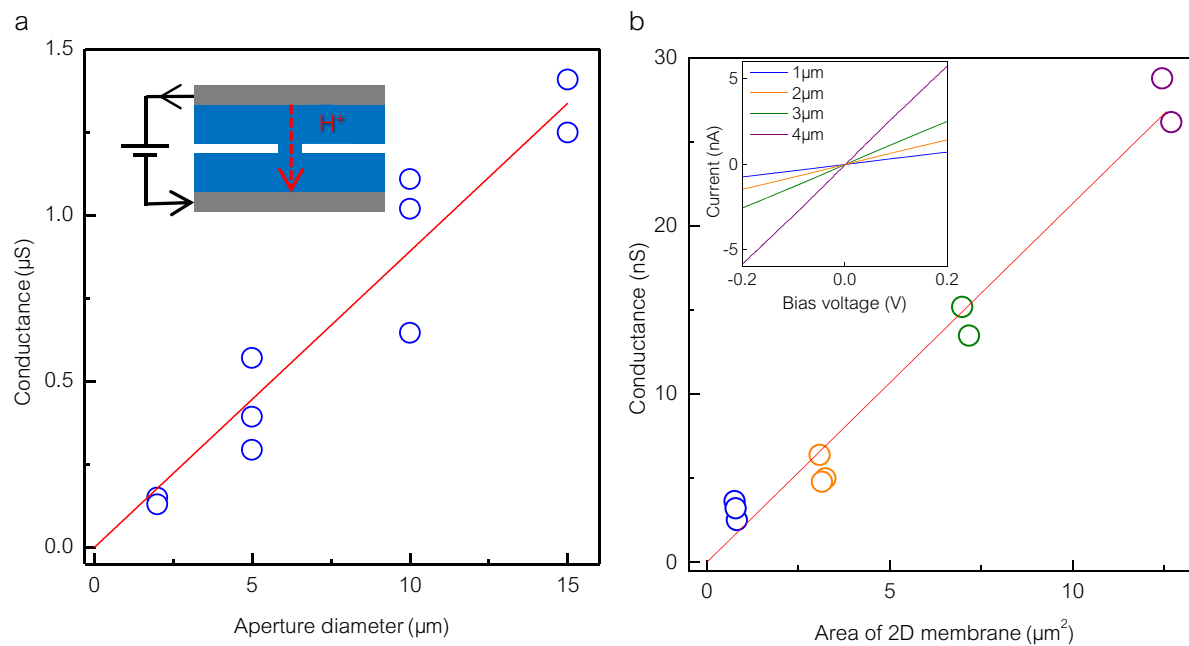 a
1.5
1.0
0.5
0.0
Conductance (µS)
H⁺
0
5
10
15
Aperture diameter (µm)
b
30
20
10
0
Conductance (nS)
5
0
-5
Current (nA)
1µm
2µm
3µm
4µm
-0.2
0.0
0.2
Bias voltage (V)
0
5
10
Area of 2D membrane (µm²)